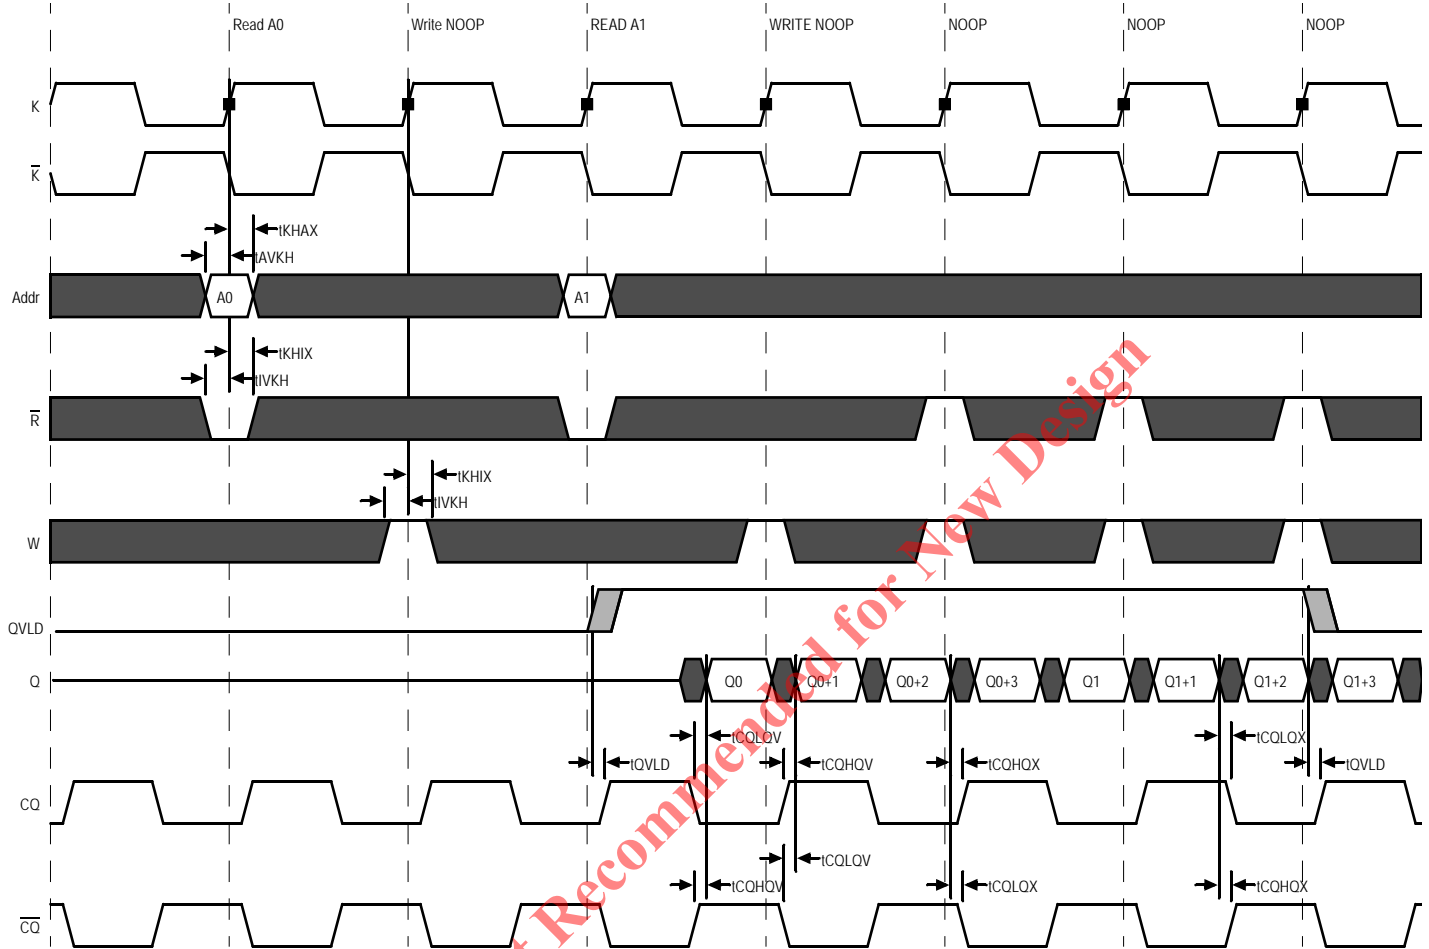 Read A0 Write NOOP READ A1 WRITE NOOP NOOP NOOP NOOP
K
K̅
tKHAX
tAVKH
Addr A0 A1
tKHIX
tIVKH
R̅
tKHIX
tIVKH
W
QVLD
Q Q0 Q0+1 Q0+2 Q0+3 Q1 Q1+1 Q1+2 Q1+3
tCQLQV tCQLQX
tQVLD tCQHQV tCQHQX tQVLD
CQ
tCQLQV
tCQHQV tCQLQX tCQHQX
C̅Q̅
t Recommended for New Design